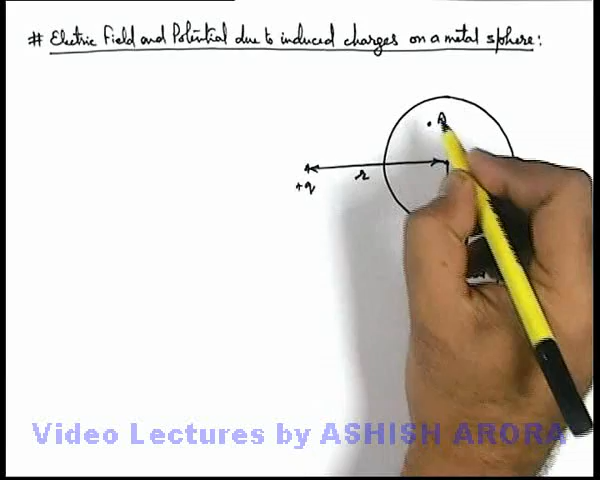 # Electric Field and Potential due to induced charges on a metal sphere:
A
r
+q
Video Lectures by ASHISH ARORA